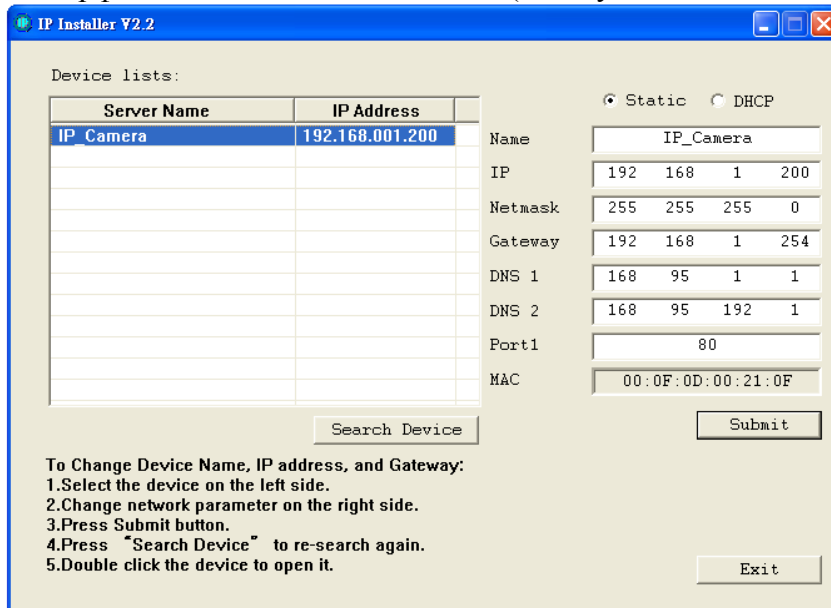 IP Installer V2.2
Device lists:
Server Name IP Address
IP_Camera 192.168.001.200
Static DHCP
Name IP_Camera
IP 192 168 1 200
Netmask 255 255 255 0
Gateway 192 168 1 254
DNS 1 168 95 1 1
DNS 2 168 95 192 1
Port1 80
MAC 00:0F:0D:00:21:0F
Search Device
Submit
To Change Device Name, IP address, and Gateway:
1.Select the device on the left side.
2.Change network parameter on the right side.
3.Press Submit button.
4.Press “Search Device” to re-search again.
5.Double click the device to open it.
Exit